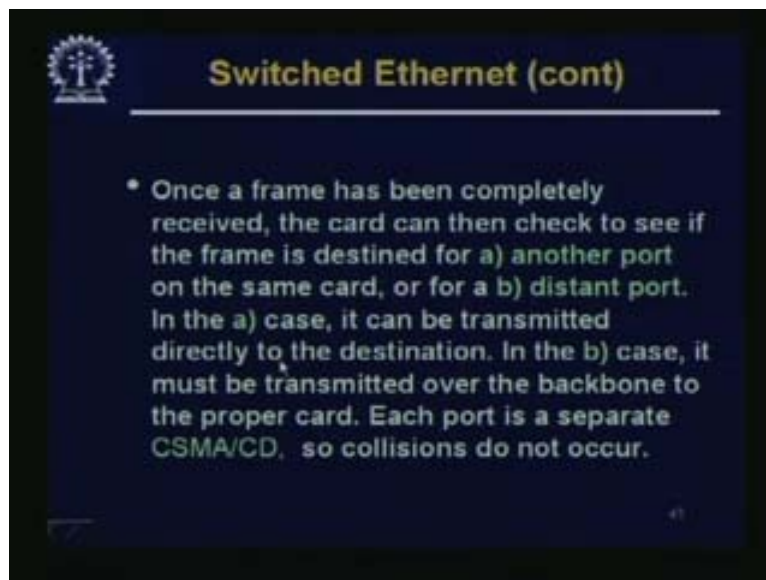 Switched Ethernet (cont)
• Once a frame has been completely
received, the card can then check to see if
the frame is destined for a) another port
on the same card, or for a b) distant port.
In the a) case, it can be transmitted
directly to the destination. In the b) case, it
must be transmitted over the backbone to
the proper card. Each port is a separate
CSMA/CD, so collisions do not occur.